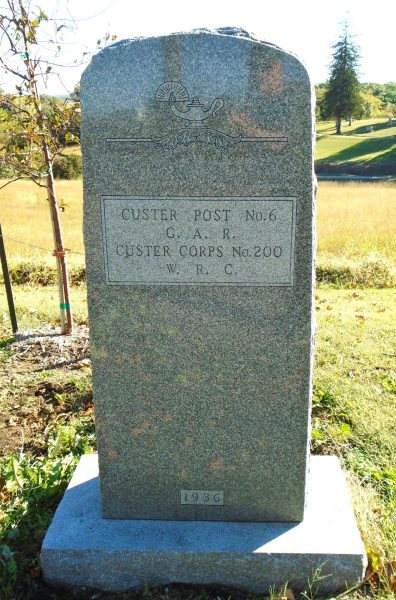 CUSTER POST No. 6
G. A. R.
CUSTER CORPS No. 200
W. R. C.
1936